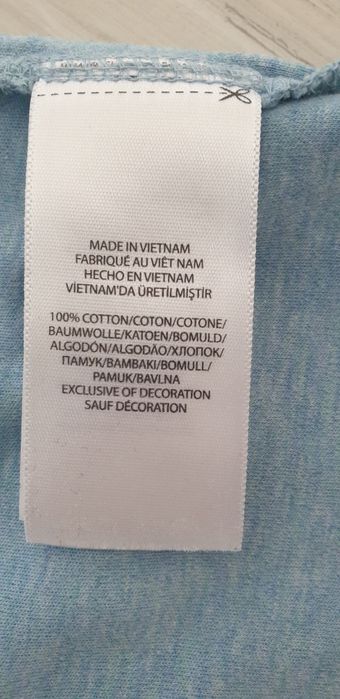 MADE IN VIETNAM
FABRIQUÉ AU VIÊT NAM
HECHO EN VIETNAM
VİETNAM'DA ÜRETİLMİŞTİR
100% COTTON/COTON/COTONE/
BAUMWOLLE/KATOEN/BOMULD/
ALGODÓN/ALGODÃO/ХЛОПОК/
ПАМУК/BAMBAKI/BOMULL/
PAMUK/BAVLNA
EXCLUSIVE OF DECORATION
SAUF DÉCORATION